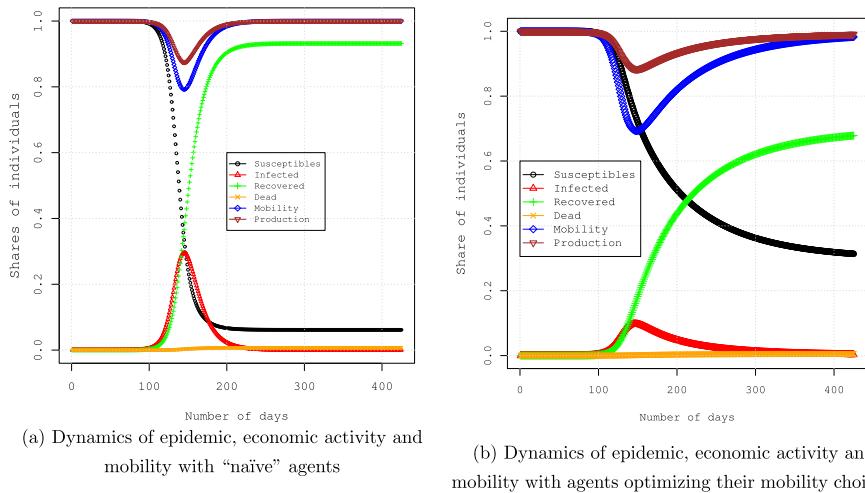 Shares of individuals
1.0
0.8
0.6
0.4
0.2
0.0
Susceptibles
Infected
Recovered
Dead
Mobility
Production
0
100
200
300
400
Number of days
(a) Dynamics of epidemic, economic activity and
mobility with “naïve” agents
Share of individuals
1.0
0.8
0.6
0.4
0.2
0.0
Susceptibles
Infected
Recovered
Dead
Mobility
Production
0
100
200
300
400
Number of days
(b) Dynamics of epidemic, economic activity an
mobility with agents optimizing their mobility choi